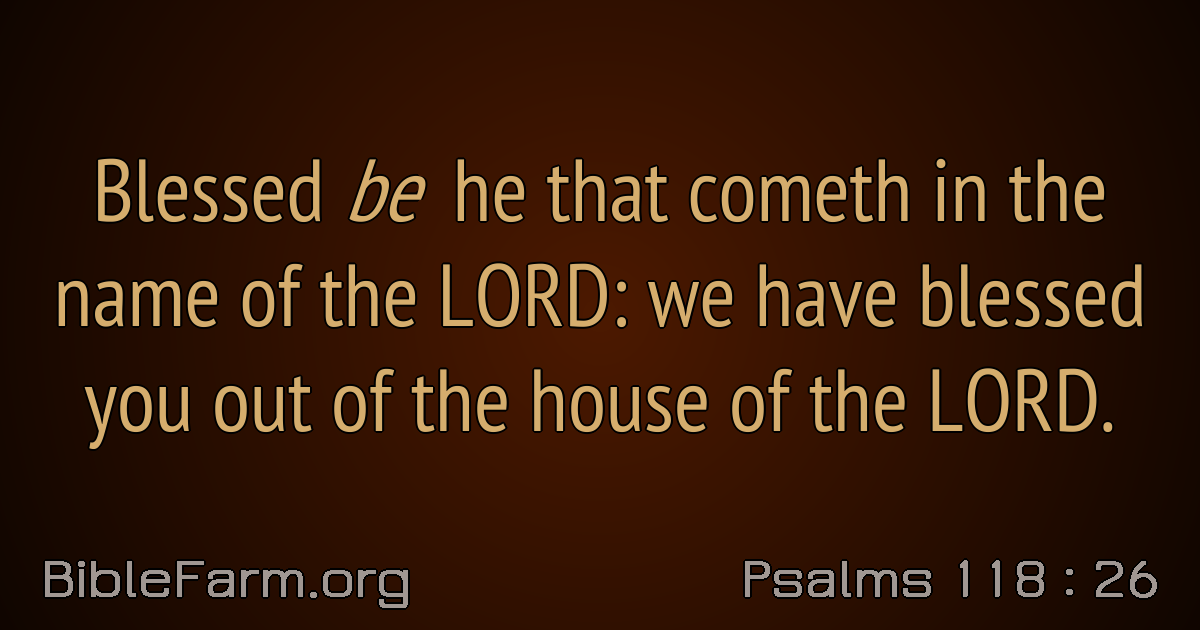 Blessed be he that cometh in the
name of the LORD: we have blessed
you out of the house of the LORD.
BibleFarm.org
Psalms 118 : 26